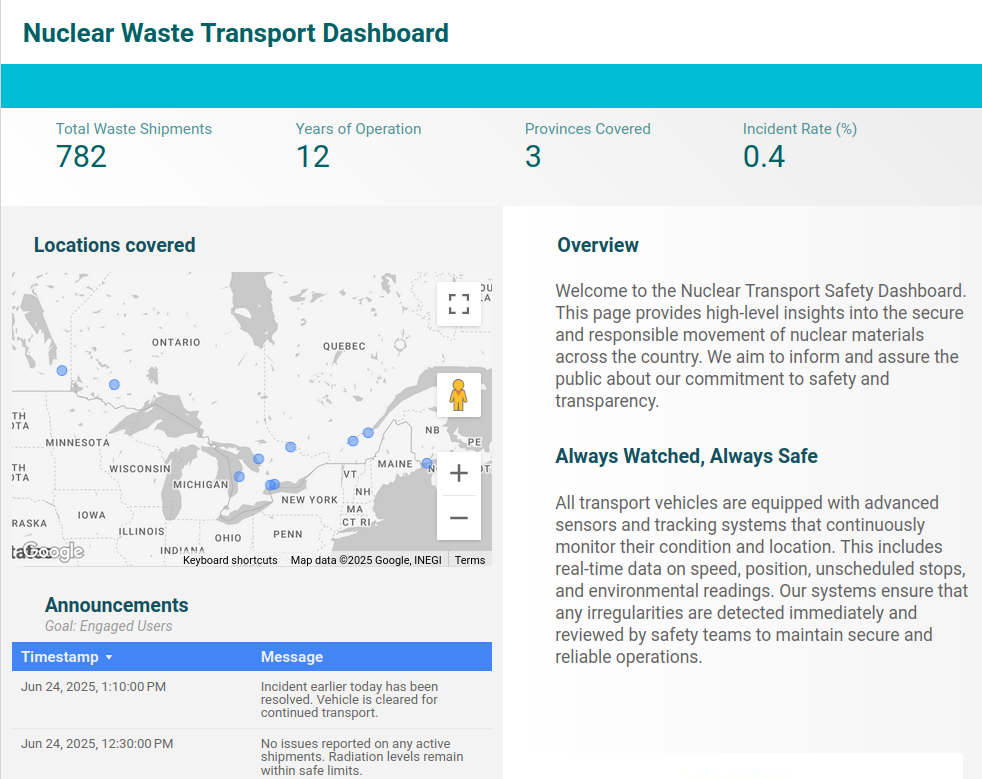 Nuclear Waste Transport Dashboard
Total Waste Shipments
782
Years of Operation
12
Provinces Covered
3
Incident Rate (%)
0.4
Locations covered
ONTARIO
QUEBEC
MINNESOTA
WISCONSIN
MICHIGAN
IOWA
ILLINOIS
INDIANA
OHIO
PENN
NEW YORK
VT
NH
MA
CT RI
MAINE
NB
PE
TH
OTA
TH
OTA
RASKA
Google
Keyboard shortcuts
Map data ©2025 Google, INEGI
Terms
Announcements
Goal: Engaged Users
Timestamp
Message
Jun 24, 2025, 1:10:00 PM
Incident earlier today has been
resolved. Vehicle is cleared for
continued transport.
Jun 24, 2025, 12:30:00 PM
No issues reported on any active
shipments. Radiation levels remain
within safe limits.
Overview
Welcome to the Nuclear Transport Safety Dashboard.
This page provides high-level insights into the secure
and responsible movement of nuclear materials
across the country. We aim to inform and assure the
public about our commitment to safety and
transparency.
Always Watched, Always Safe
All transport vehicles are equipped with advanced
sensors and tracking systems that continuously
monitor their condition and location. This includes
real-time data on speed, position, unscheduled stops,
and environmental readings. Our systems ensure that
any irregularities are detected immediately and
reviewed by safety teams to maintain secure and
reliable operations.